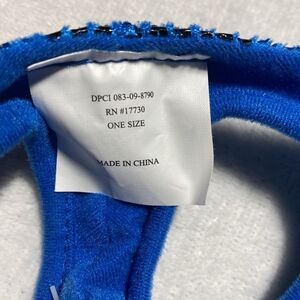 DPCI 083-09-8790
RN #17730
ONE SIZE
MADE IN CHINA